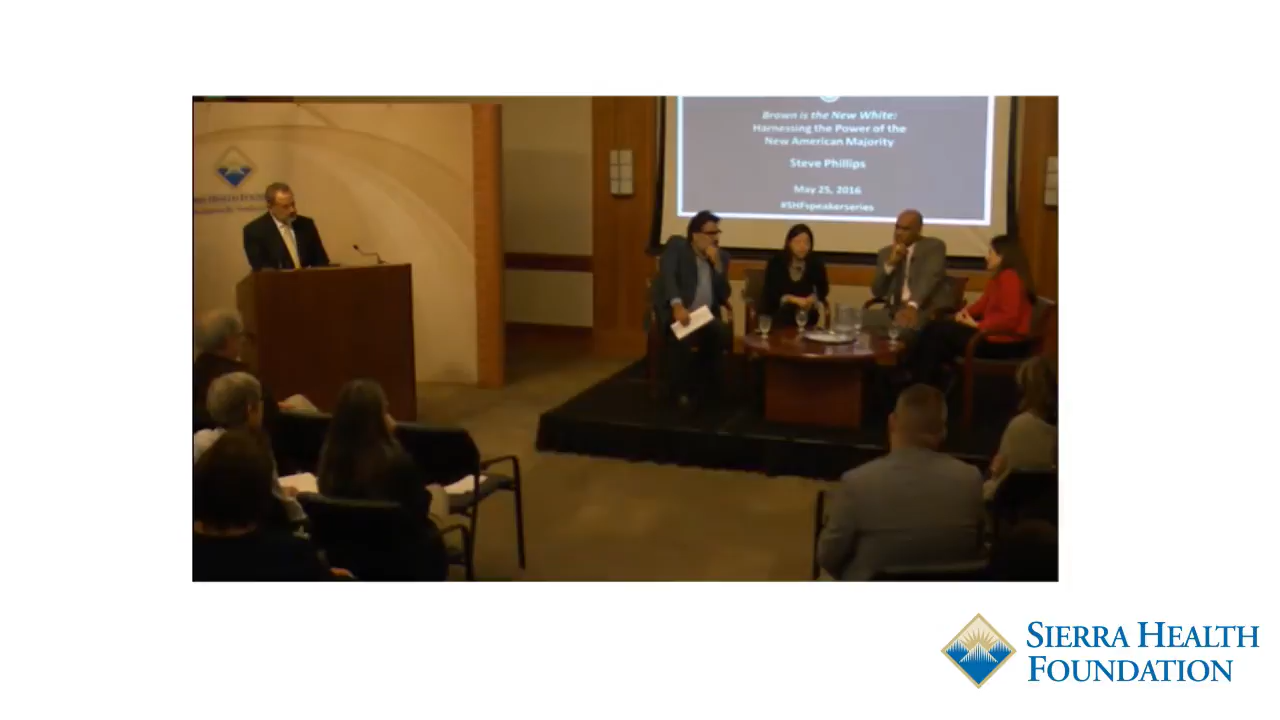 Brown is the New White:
Harnessing the Power of the
New American Majority
Steve Phillips
May 25, 2016
#SHFspeakerseries
SIERRA HEALTH
FOUNDATION